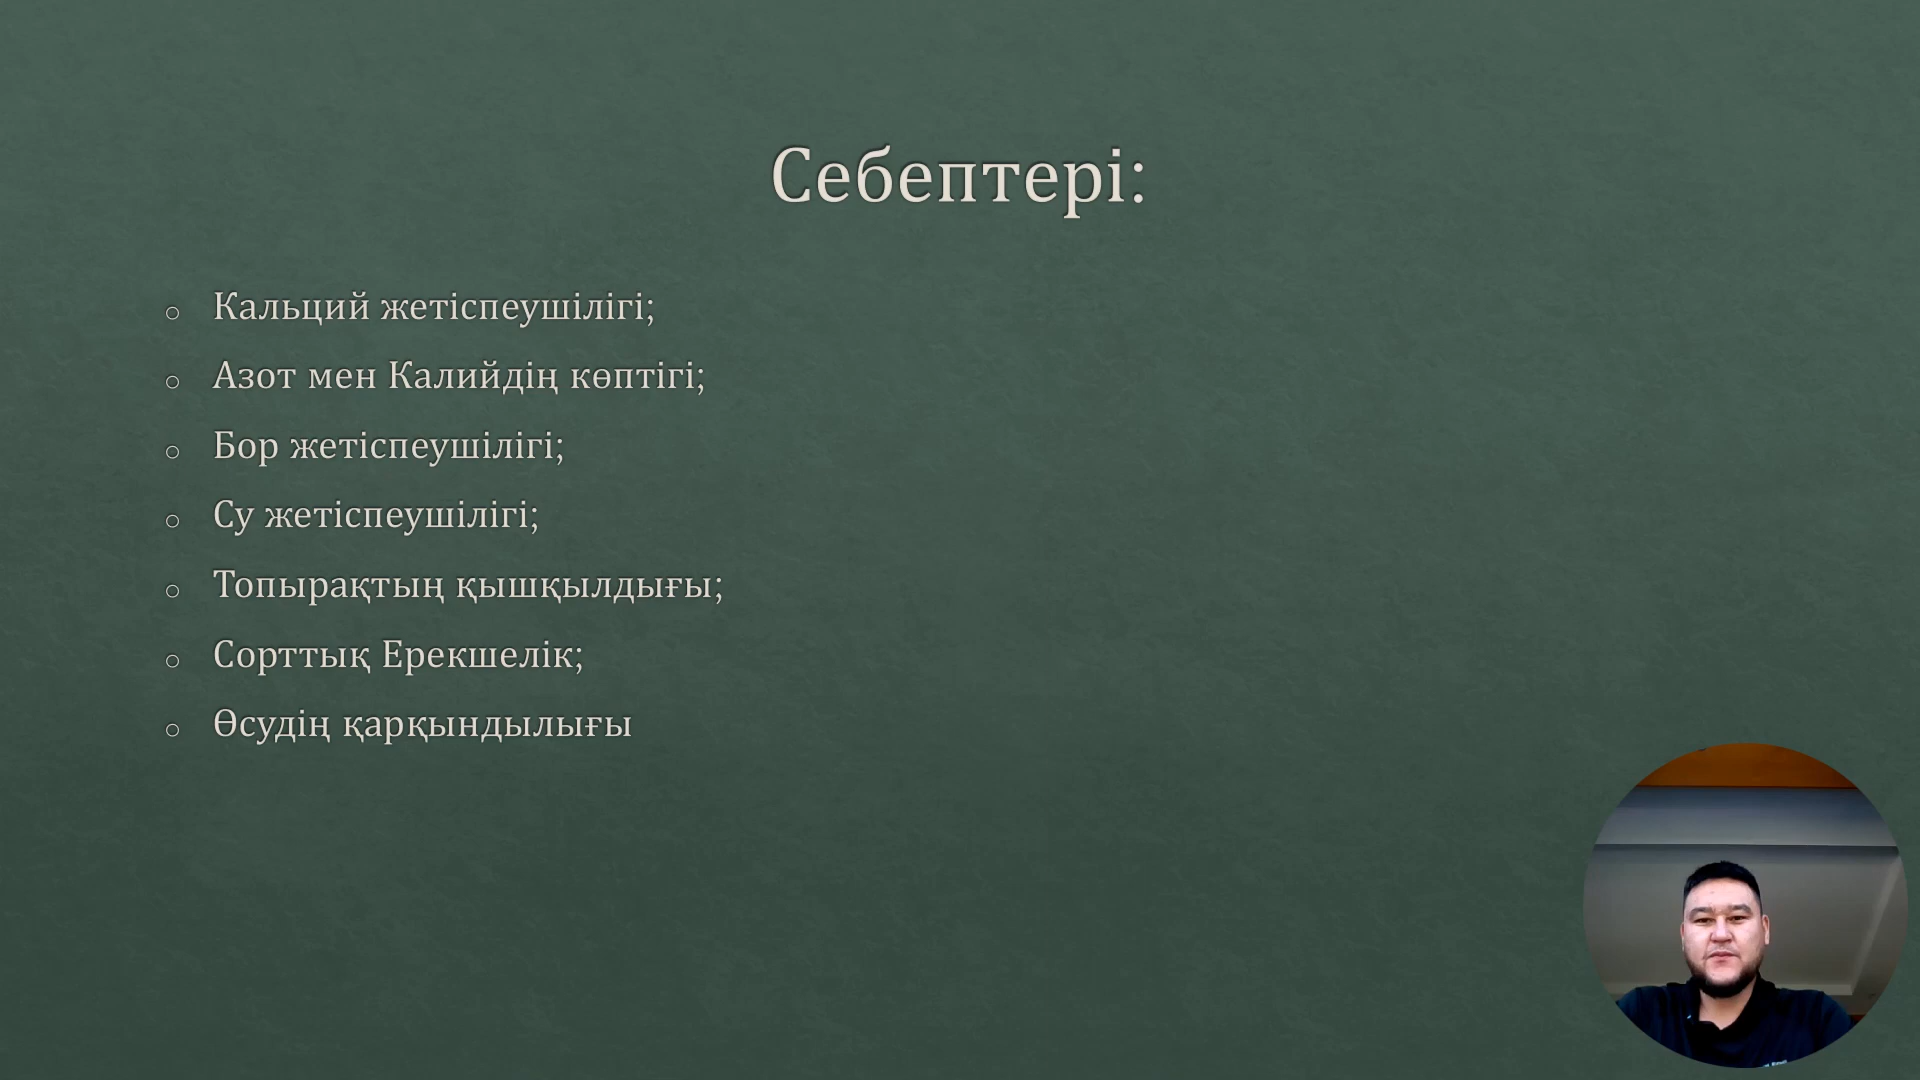 Себептері:
Кальций жетіспеушілігі;
Азот мен Калийдің көптігі;
Бор жетіспеушілігі;
Су жетіспеушілігі;
Топырақтың қышқылдығы;
Сорттық Ерекшелік;
Өсудің қарқындылығы